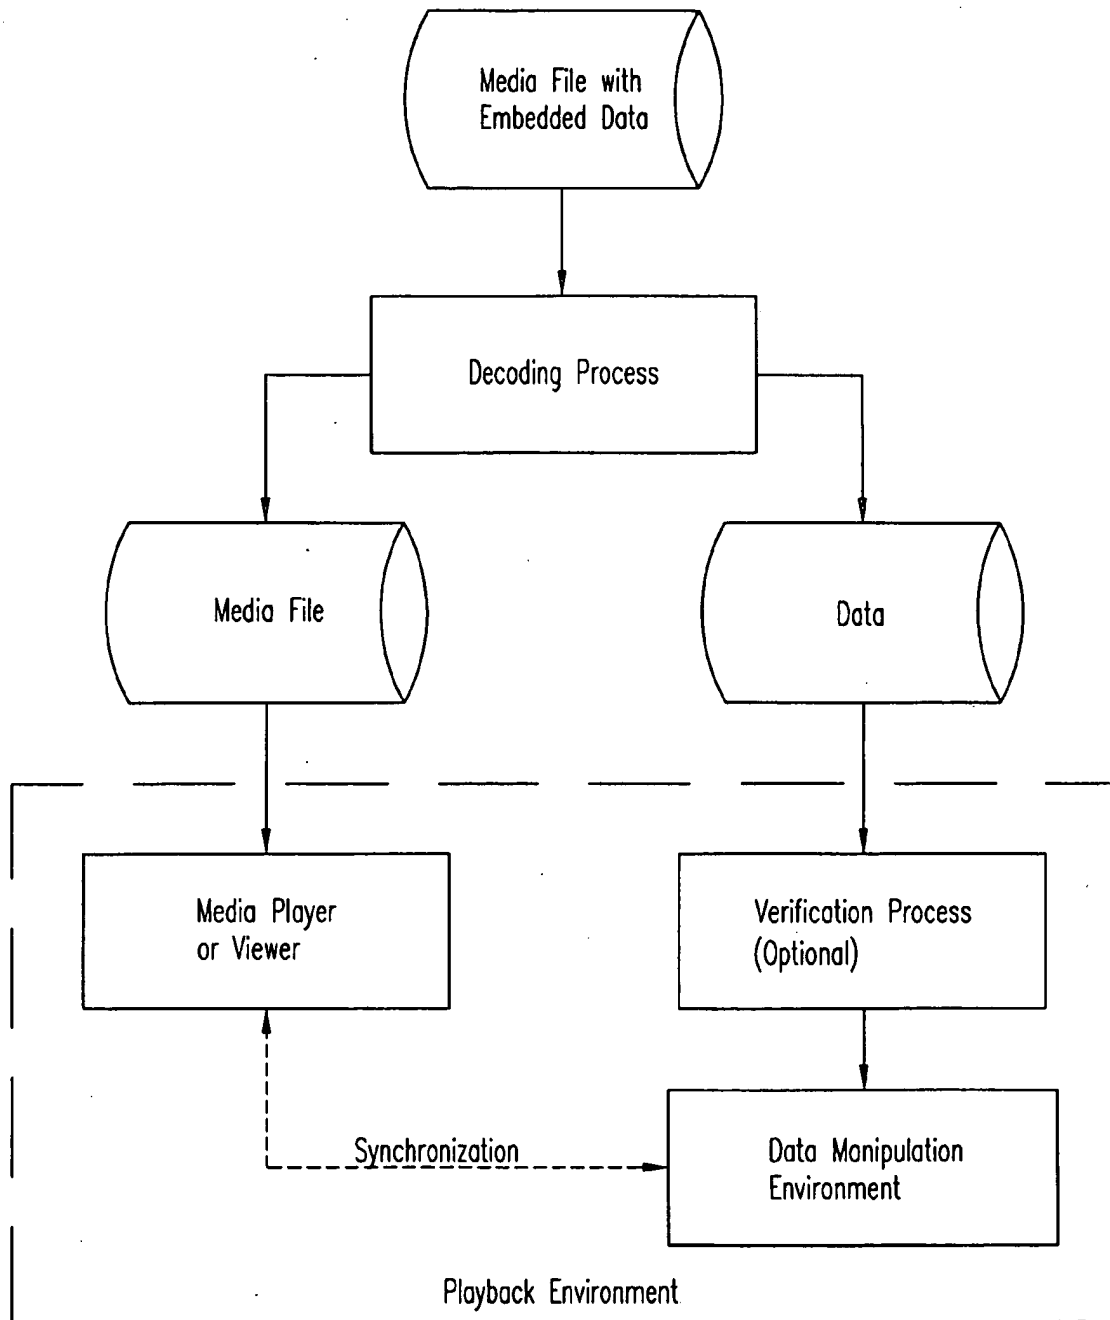 Media File with
Embedded Data
Decoding Process
Media File
Data
Media Player
or Viewer
Verification Process
(Optional)
Synchronization
Data Manipulation
Environment
Playback Environment